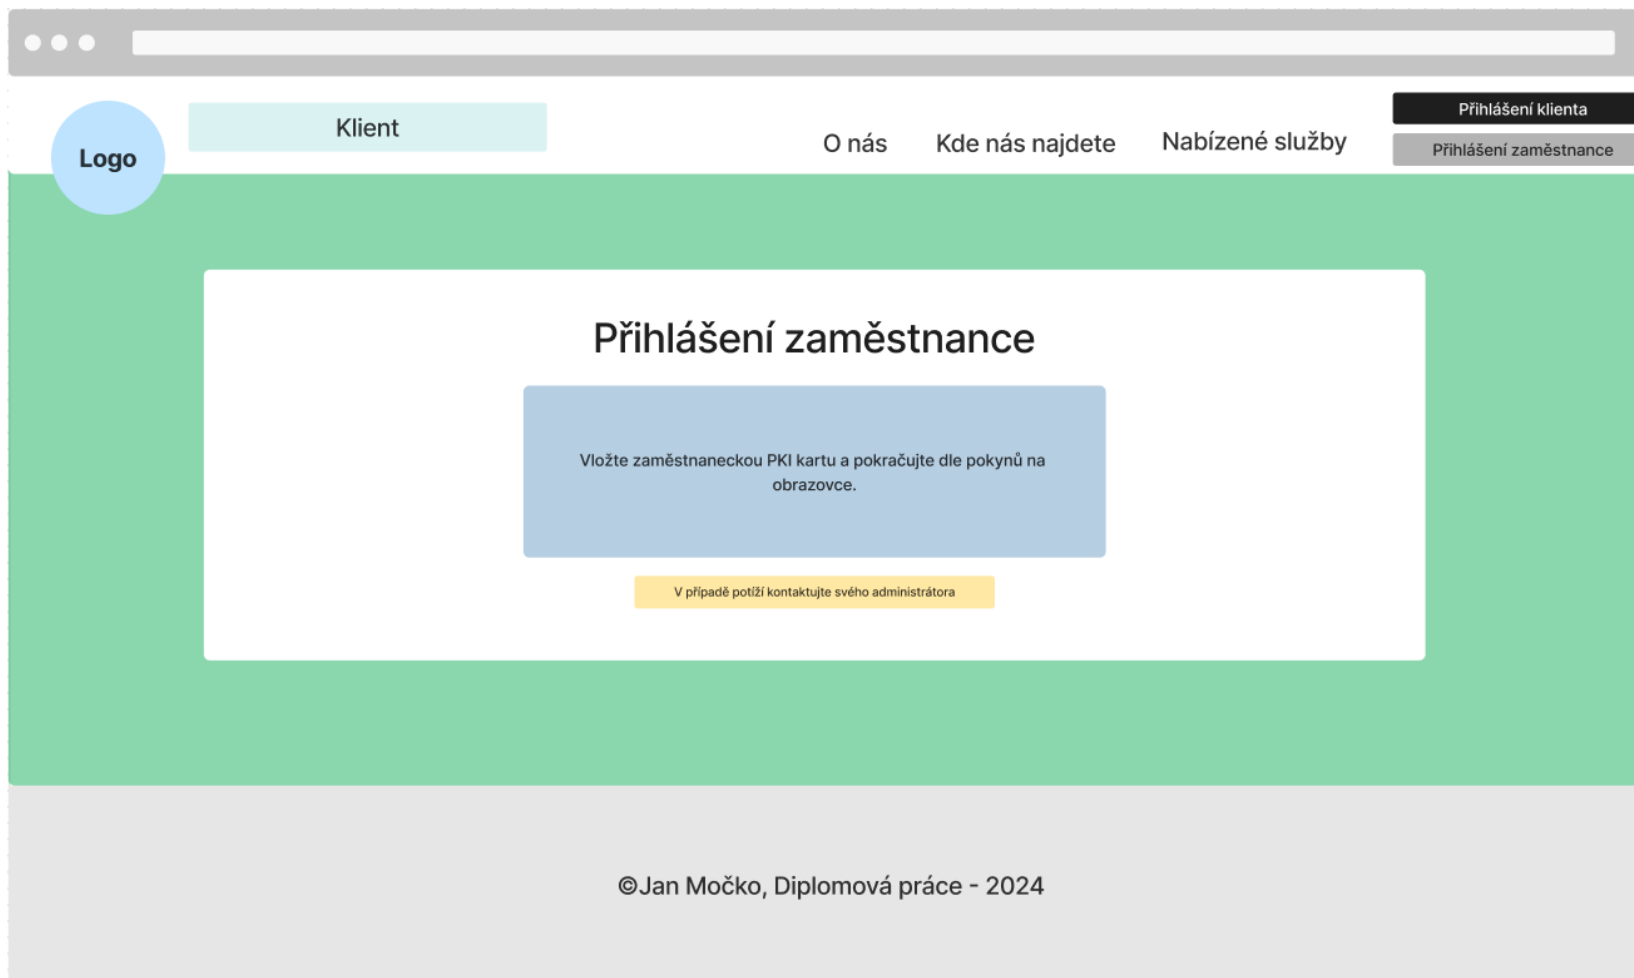 Logo
Klient
O nás
Kde nás najdete
Nabízené služby
Přihlášení klienta
Přihlášení zaměstnance
Přihlášení zaměstnance
Vložte zaměstnaneckou PKI kartu a pokračujte dle pokynů na
obrazovce.
V případě potíží kontaktujte svého administrátora
©Jan Močko, Diplomová práce - 2024